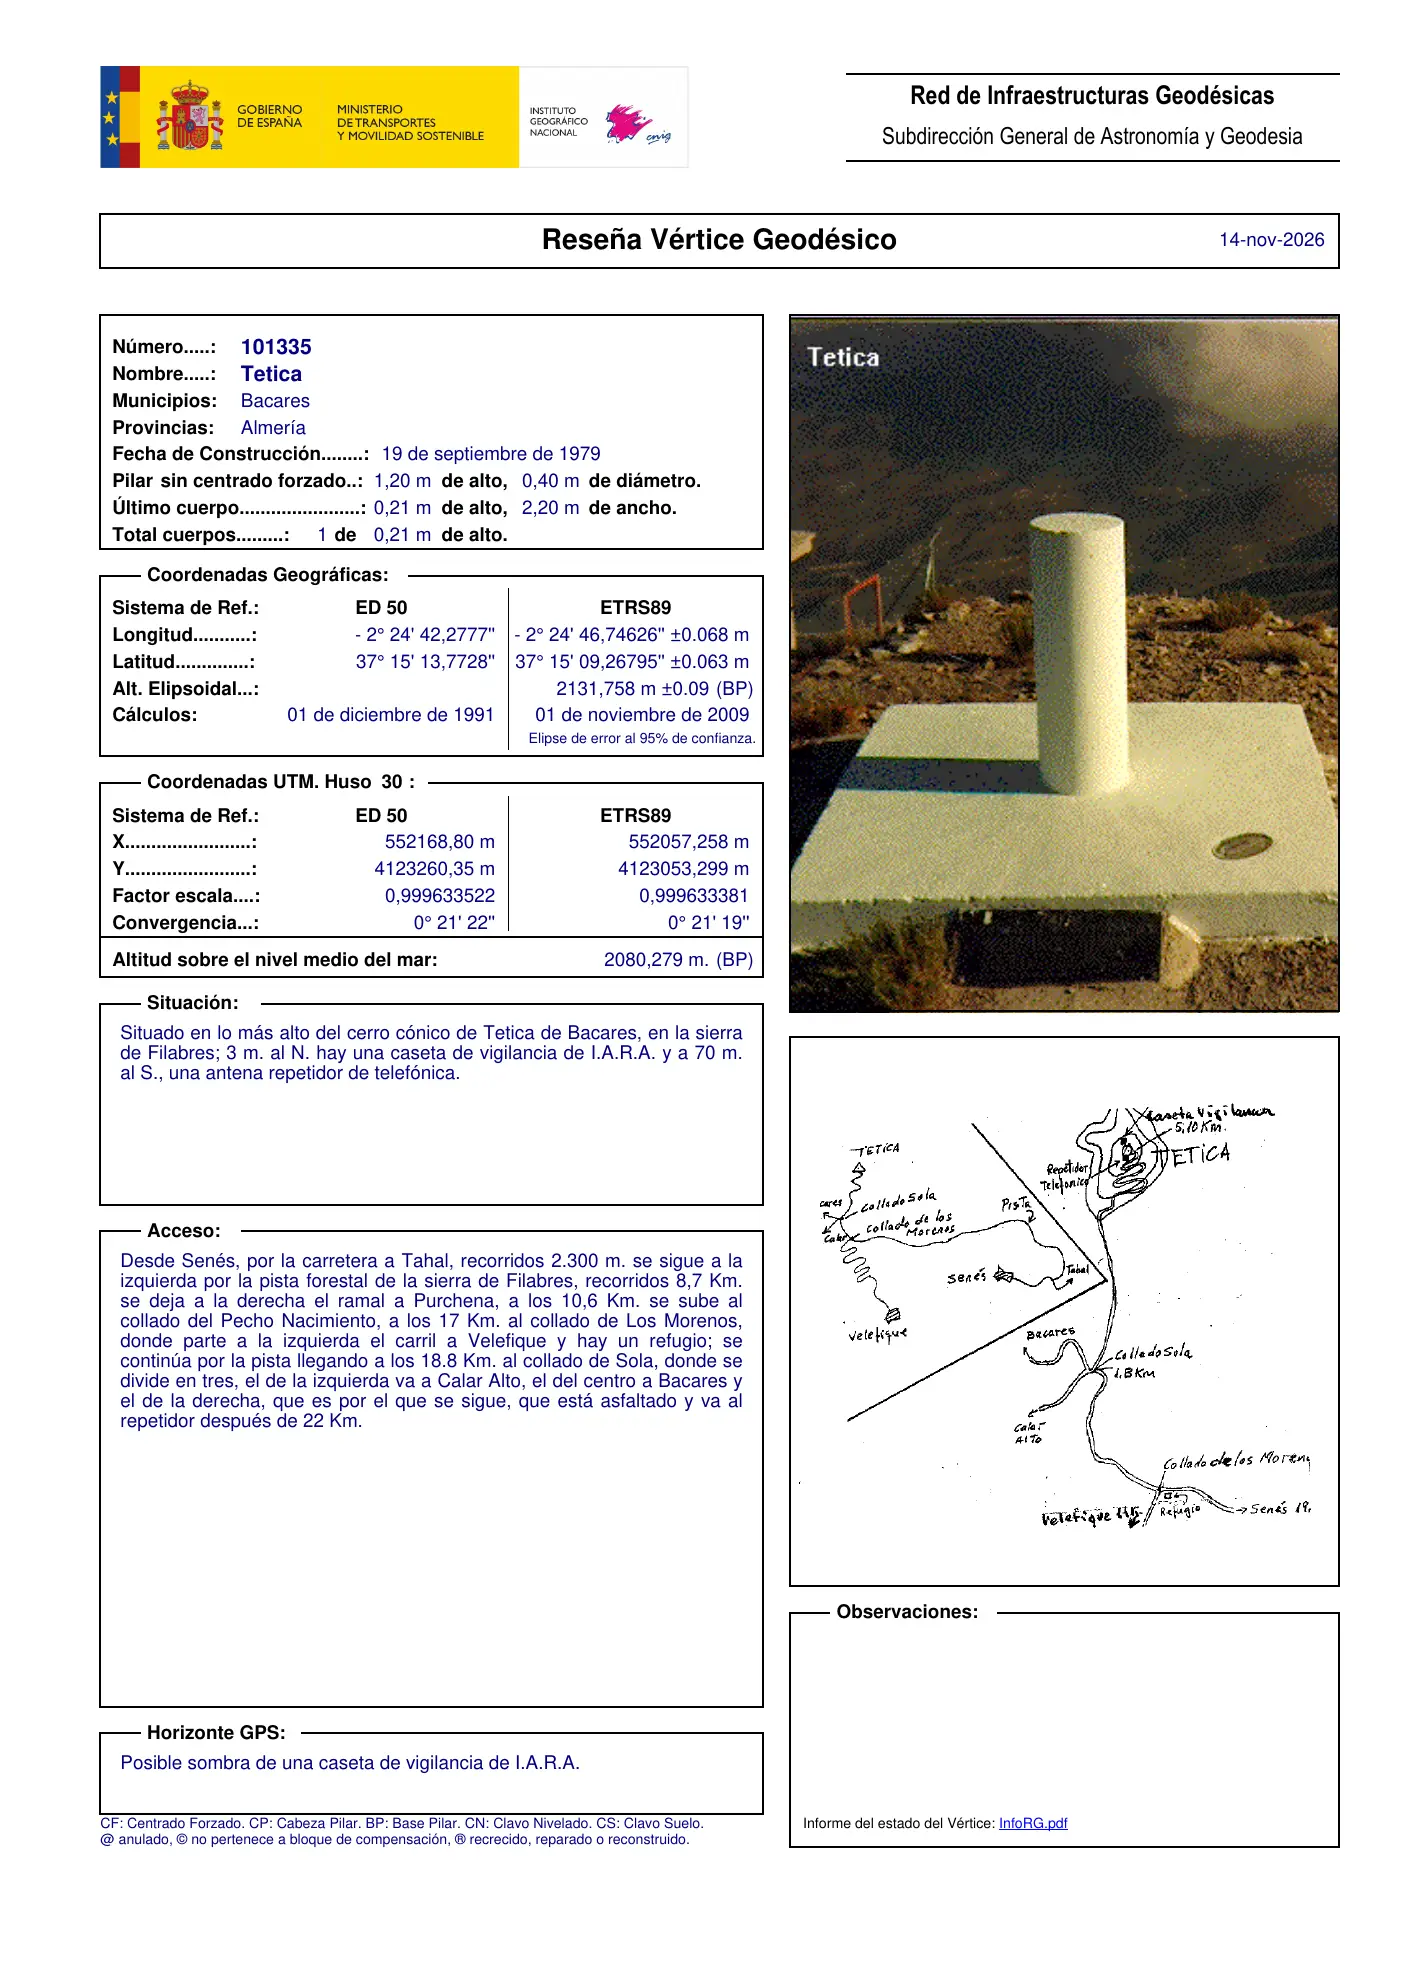 GOBIERNO
DE ESPAÑA
MINISTERIO
DE TRANSPORTES
Y MOVILIDAD SOSTENIBLE
INSTITUTO
GEOGRÁFICO
NACIONAL
cnig
Red de Infraestructuras Geodésicas
Subdirección General de Astronomía y Geodesia
Reseña Vértice Geodésico 14-nov-2026
Número.....: 101335
Nombre.....: Tetica
Municipios: Bacares
Provincias: Almería
Fecha de Construcción........: 19 de septiembre de 1979
Pilar sin centrado forzado..: 1,20 m de alto, 0,40 m de diámetro.
Último cuerpo.......................: 0,21 m de alto, 2,20 m de ancho.
Total cuerpos.........: 1 de 0,21 m de alto.
Coordenadas Geográficas:
Sistema de Ref.: ED 50 ETRS89
Longitud...........: - 2° 24' 42,2777" - 2° 24' 46,74626" ±0.068 m
Latitud..............: 37° 15' 13,7728" 37° 15' 09,26795" ±0.063 m
Alt. Elipsoidal...: 2131,758 m ±0.09 (BP)
Cálculos: 01 de diciembre de 1991 01 de noviembre de 2009
Elipse de error al 95% de confianza.
Coordenadas UTM. Huso 30 :
Sistema de Ref.: ED 50 ETRS89
X........................: 552168,80 m 552057,258 m
Y........................: 4123260,35 m 4123053,299 m
Factor escala....: 0,999633522 0,999633381
Convergencia...: 0° 21' 22" 0° 21' 19"
Altitud sobre el nivel medio del mar: 2080,279 m. (BP)
Situación:
Situado en lo más alto del cerro cónico de Tetica de Bacares, en la sierra
de Filabres; 3 m. al N. hay una caseta de vigilancia de I.A.R.A. y a 70 m.
al S., una antena repetidor de telefónica.
Acceso:
Desde Senés, por la carretera a Tahal, recorridos 2.300 m. se sigue a la
izquierda por la pista forestal de la sierra de Filabres, recorridos 8,7 Km.
se deja a la derecha el ramal a Purchena, a los 10,6 Km. se sube al
collado del Pecho Nacimiento, a los 17 Km. al collado de Los Morenos,
donde parte a la izquierda el carril a Velefique y hay un refugio; se
continúa por la pista llegando a los 18.8 Km. al collado de Sola, donde se
divide en tres, el de la izquierda va a Calar Alto, el del centro a Bacares y
el de la derecha, que es por el que se sigue, que está asfaltado y va al
repetidor después de 22 Km.
Horizonte GPS:
Posible sombra de una caseta de vigilancia de I.A.R.A.
CF: Centrado Forzado. CP: Cabeza Pilar. BP: Base Pilar. CN: Clavo Nivelado. CS: Clavo Suelo.
@ anulado, © no pertenece a bloque de compensación, ® recrecido, reparado o reconstruido.
Tetica
Caseta Vigilancia
5,10 Km.
TETICA
Repetidor
Telefonico
TETICA
cares
Collado Sola
Calar
Collado de los
Morenos
Pista
Senés
Tahal
Velefique
Bacares
Collado Sola
1.8 Km
Calar
Alto
Collado de los Moren
Velefique
Refugio
Senés 19.
Observaciones:
Informe del estado del Vértice: InfoRG.pdf